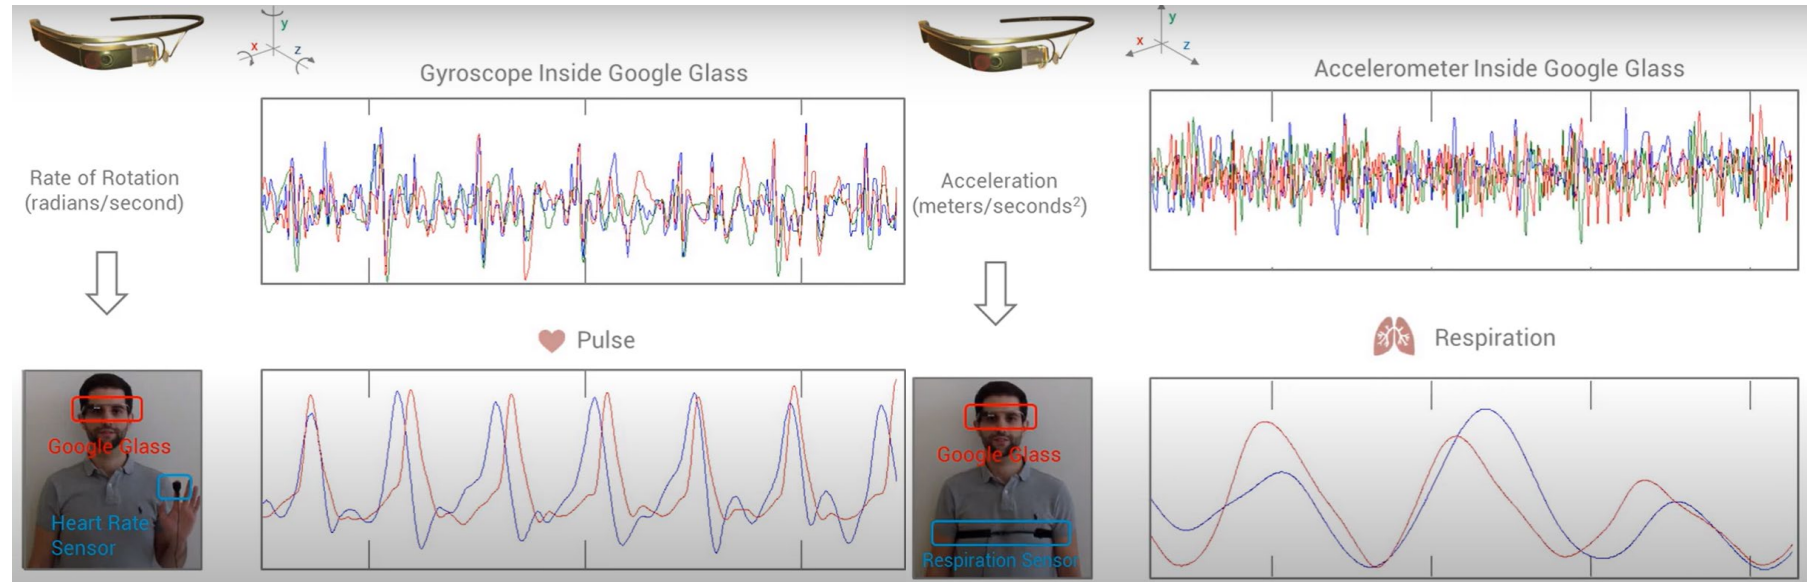 y
x
z
Gyroscope Inside Google Glass
Rate of Rotation
(radians/second)
Pulse
Google Glass
Heart Rate
Sensor
y
x
z
Accelerometer Inside Google Glass
Acceleration
(meters/seconds²)
Respiration
Google Glass
Respiration Sensor